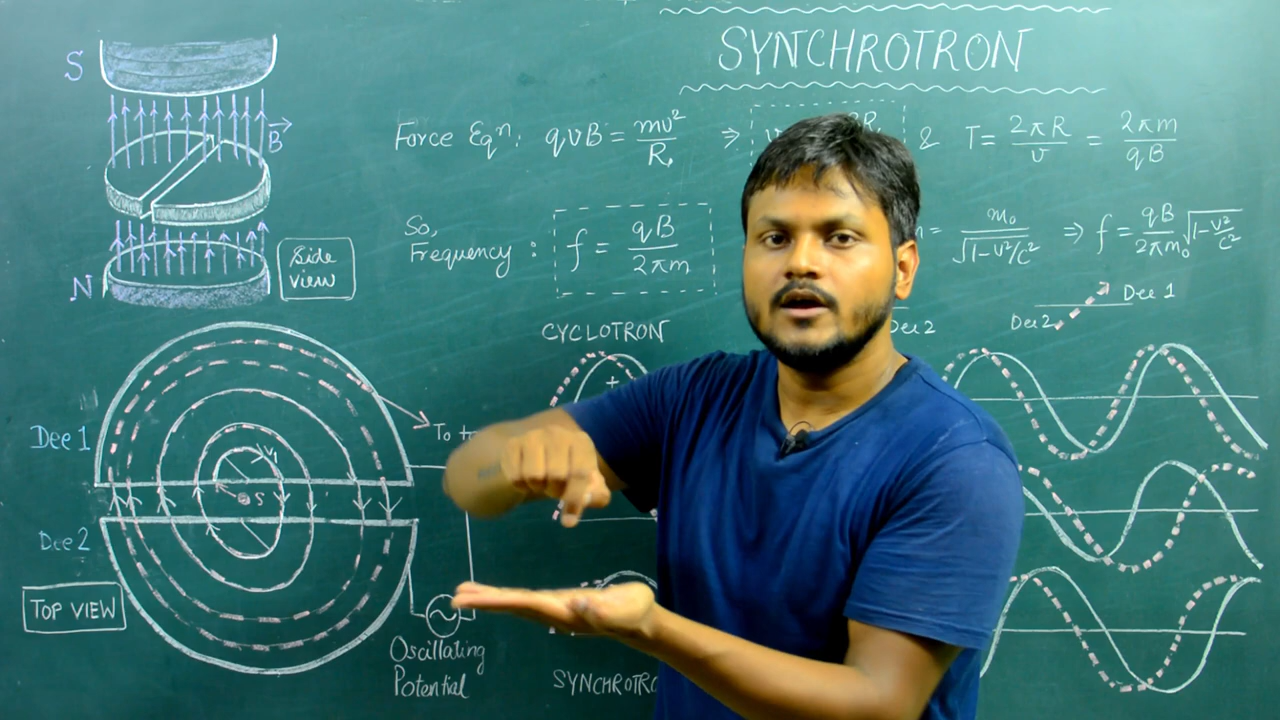 SYNCHROTRON
S
B
N
Side view
Force Eqⁿ: qvB = mv²/R ⇒
& T = 2πR/v = 2πm/qB
So,
Frequency : f = qB/2πm
= m₀/√1-v²/c² ⇒ f = qB/2πm₀ √1-v²/c²
Dee 1
Dee 2
Dee 2
CYCLOTRON
+
Dee 1
To
S
Dee 2
TOP VIEW
Oscillating
Potential